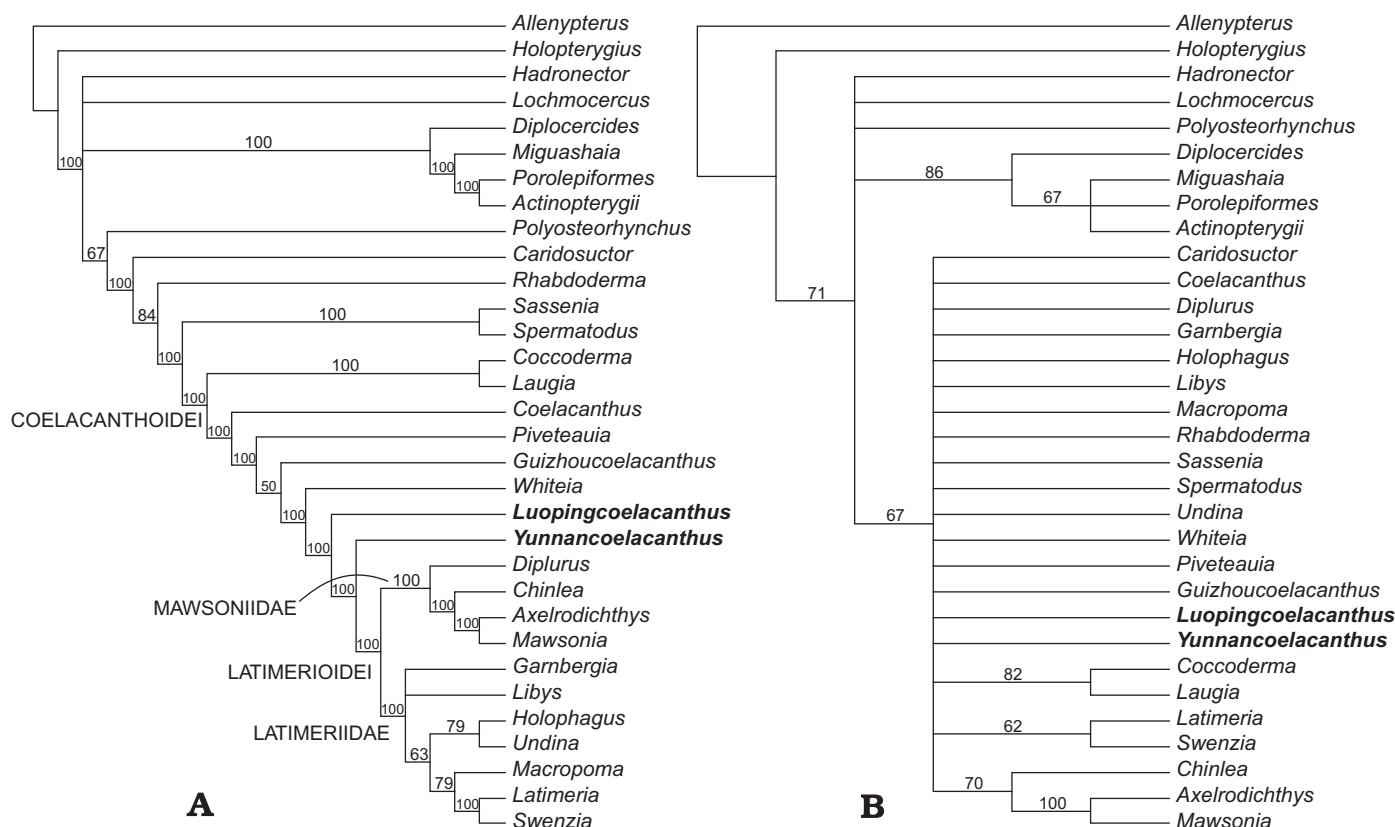 Allenypterus
Holopterygius
Hadronector
Lochmocercus
100
Diplocercides
100
Miguashaia
100
100
Porolepiformes
Actinopterygii
Polyosteorhynchus
67
Caridosuctor
100
Rhabdoderma
84
Sassenia
100
Spermatodus
100
Coccoderma
100
Laugia
100
COELACANTHOIDEI
Coelacanthus
100
Piveteauia
100
Guizhoucoelacanthus
50
Whiteia
100
Luopingcoelacanthus
100
Yunnancoelacanthus
100
Diplurus
100
MAWSONIIDAE
Chinlea
100
Axelrodichthys
100
Mawsonia
100
LATIMERIOIDEI
Garnbergia
Libys
100
LATIMERIIDAE
Holophagus
79
Undina
63
Macropoma
79
Latimeria
100
Swenzia
A
Allenypterus
Holopterygius
Hadronector
Lochmocercus
Polyosteorhynchus
Diplocercides
86
Miguashaia
67
Porolepiformes
Actinopterygii
71
Caridosuctor
Coelacanthus
Diplurus
Garnbergia
Holophagus
Libys
Macropoma
Rhabdoderma
Sassenia
Spermatodus
67
Undina
Whiteia
Piveteauia
Guizhoucoelacanthus
Luopingcoelacanthus
Yunnancoelacanthus
Coccoderma
82
Laugia
Latimeria
62
Swenzia
Chinlea
70
Axelrodichthys
100
Mawsonia
B